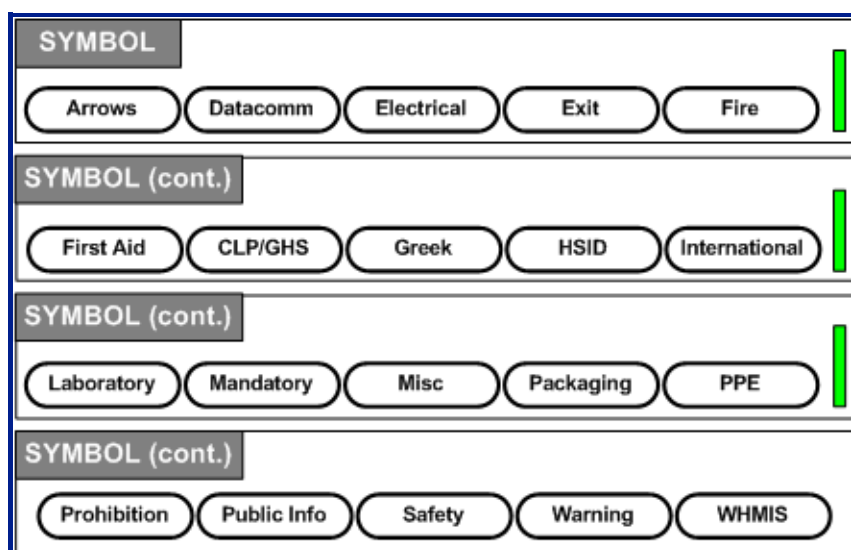 SYMBOL
Arrows Datacomm Electrical Exit Fire
SYMBOL (cont.)
First Aid CLP/GHS Greek HSID International
SYMBOL (cont.)
Laboratory Mandatory Misc Packaging PPE
SYMBOL (cont.)
Prohibition Public Info Safety Warning WHMIS